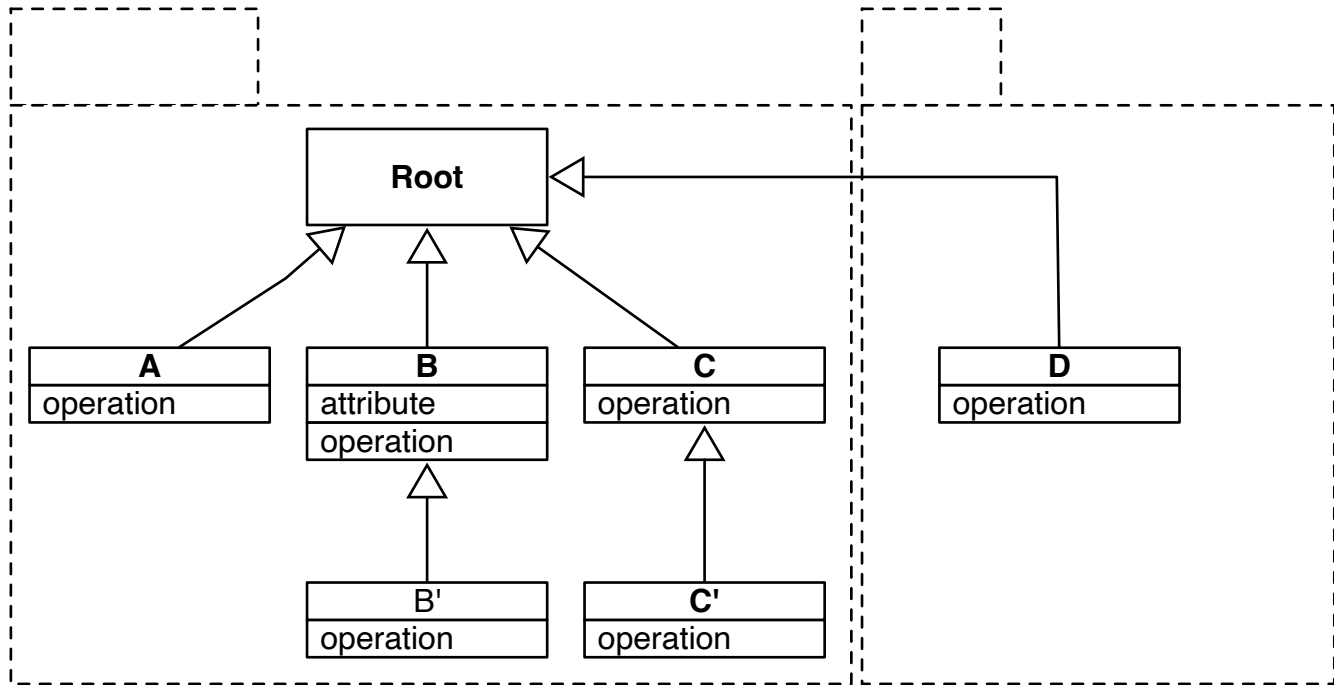 Root
A
operation
B
attribute
operation
C
operation
D
operation
B'
operation
C'
operation